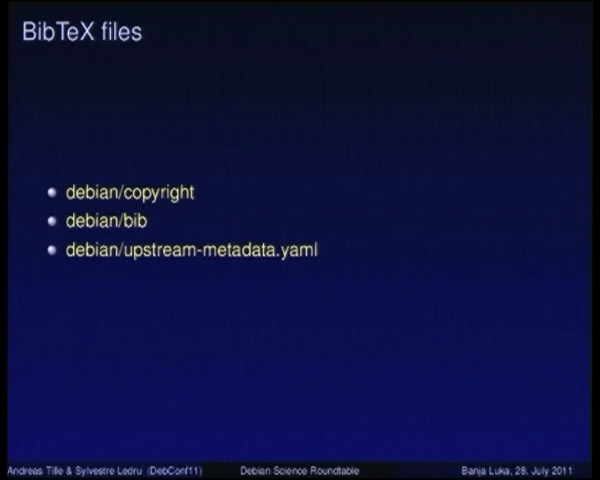 BibTeX files
debian/copyright
debian/bib
debian/upstream-metadata.yaml
Andreas Tille & Sylvestre Ledru (DebConf11) Debian Science Roundtable Banja Luka, 28. July 2011